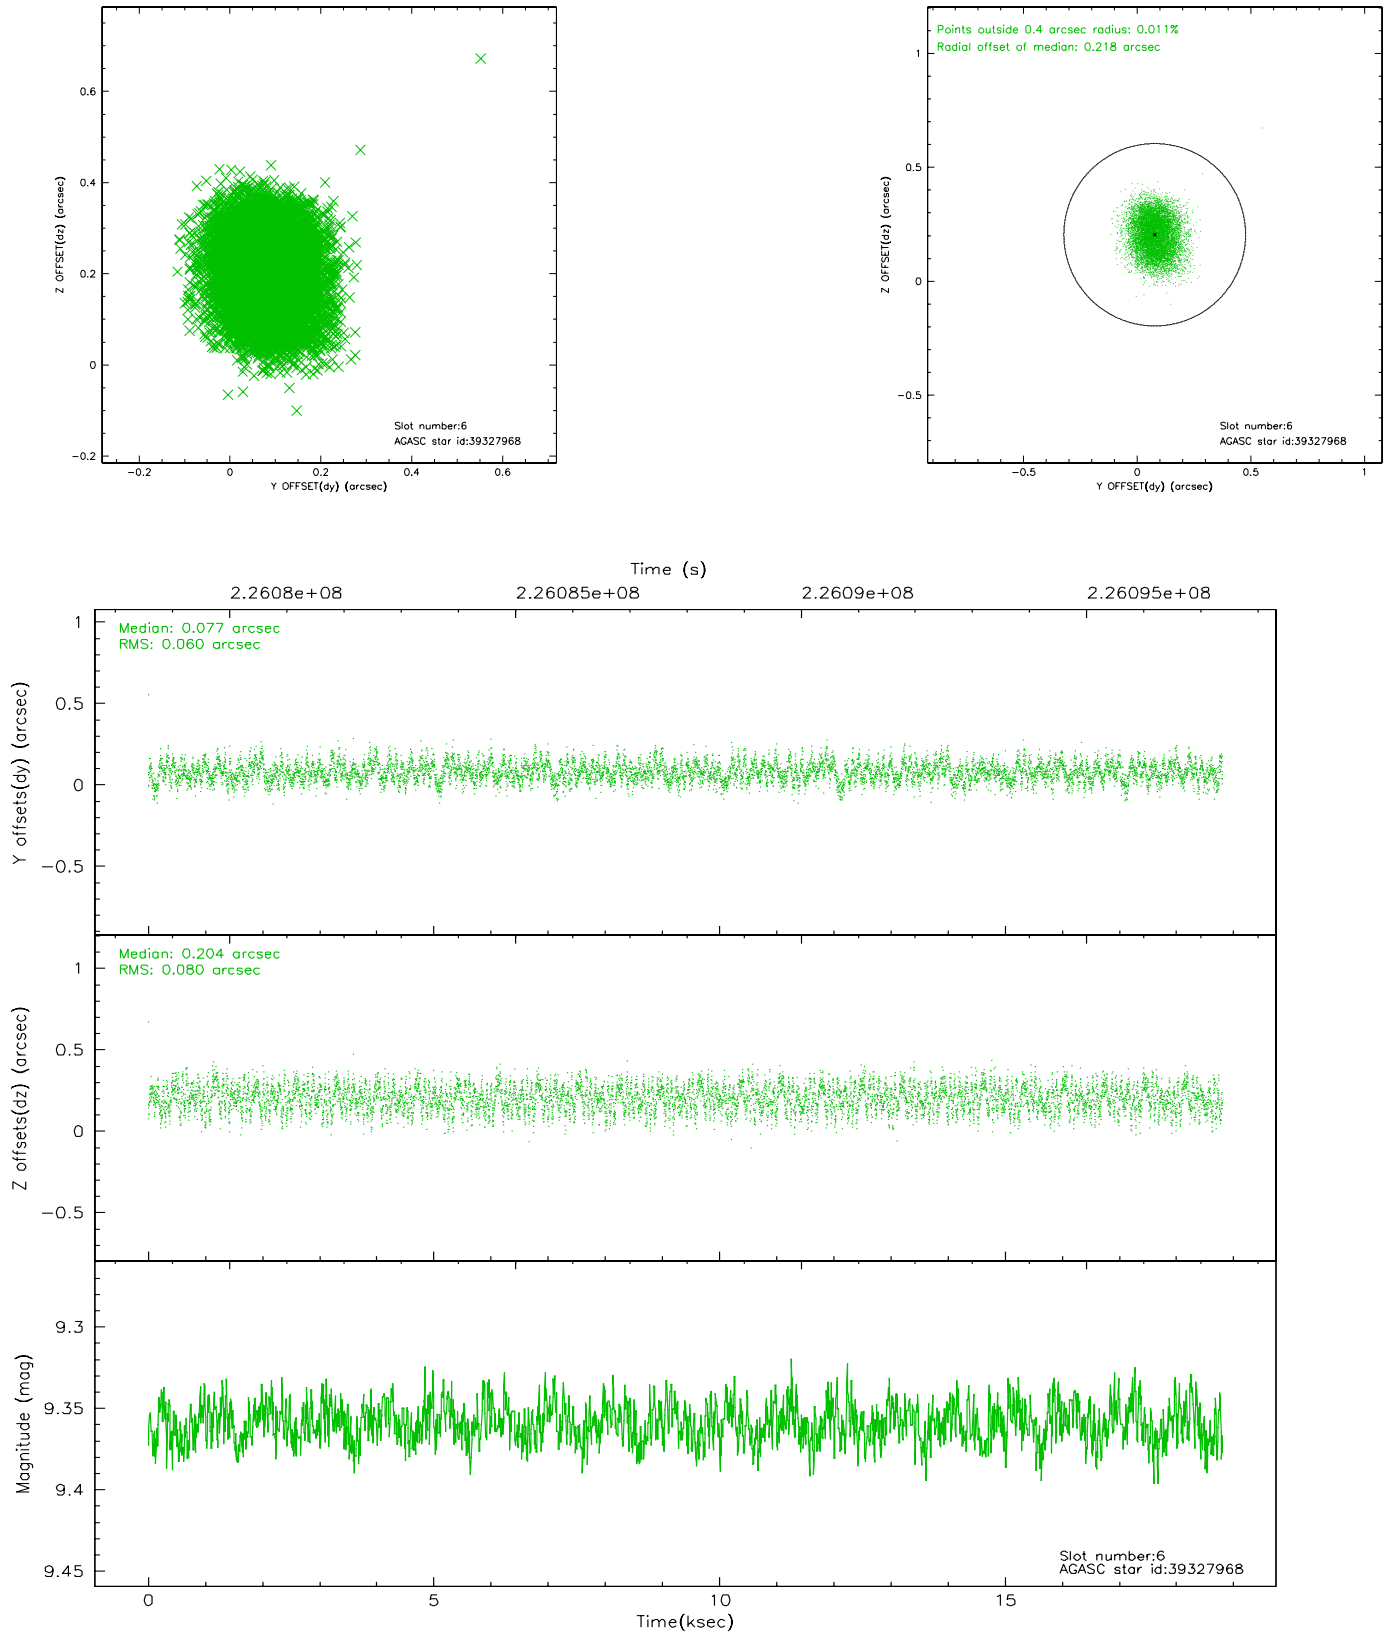 0.6
0.4
0.2
0
−0.2
Z OFFSET(dz) (arcsec)
Slot number:6
AGASC star id:39327968
−0.2 0 0.2 0.4 0.6
Y OFFSET(dy) (arcsec)
Points outside 0.4 arcsec radius: 0.011%
Radial offset of median: 0.218 arcsec
1
0.5
0
−0.5
Z OFFSET(dz) (arcsec)
Slot number:6
AGASC star id:39327968
−0.5 0 0.5 1
Y OFFSET(dy) (arcsec)
Time (s)
2.2608e+08 2.26085e+08 2.2609e+08 2.26095e+08
Median: 0.077 arcsec
RMS: 0.060 arcsec
1
0.5
0
−0.5
Y offsets(dy) (arcsec)
Median: 0.204 arcsec
RMS: 0.080 arcsec
1
0.5
0
−0.5
Z offsets(dz) (arcsec)
9.3
9.35
9.4
9.45
Magnitude (mag)
Slot number:6
AGASC star id:39327968
0 5 10 15
Time(ksec)